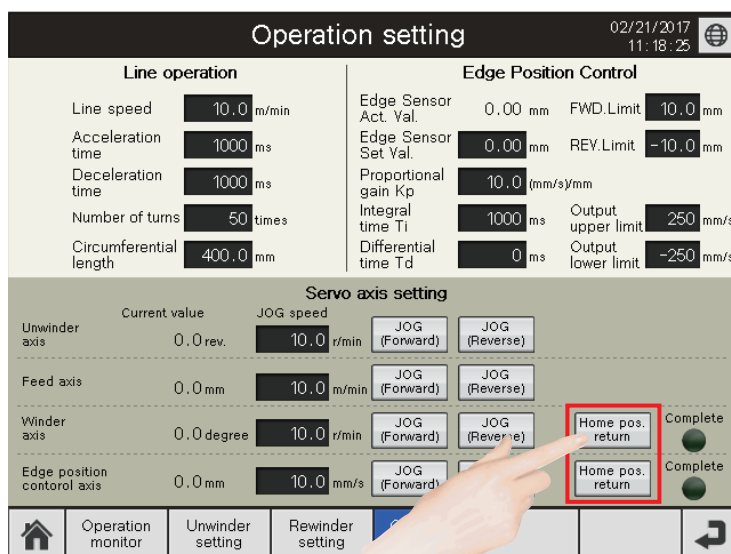 Operation setting
02/21/2017
11:18:25
Line operation
Line speed 10.0 m/min
Acceleration
time 1000 ms
Deceleration
time 1000 ms
Number of turns 50 times
Circumferential
length 400.0 mm
Edge Position Control
Edge Sensor
Act. Val. 0.00 mm
FWD.Limit 10.0 mm
Edge Sensor
Set Val. 0.00 mm
REV.Limit -10.0 mm
Proportional
gain Kp 10.0 (mm/s)/mm
Integral
time Ti 1000 ms
Output
upper limit 250 mm/s
Differential
time Td 0 ms
Output
lower limit -250 mm/s
Servo axis setting
Current value JOG speed
Unwinder
axis 0.0 rev. 10.0 r/min
JOG
(Forward)
JOG
(Reverse)
Feed axis 0.0 mm 10.0 m/min
JOG
(Forward)
JOG
(Reverse)
Winder
axis 0.0 degree 10.0 r/min
JOG
(Forward)
JOG
(Reverse)
Home pos.
return
Complete
Edge position
contorol axis 0.0 mm 10.0 mm/s
JOG
(Forward)
Home pos.
return
Complete
Operation
monitor
Unwinder
setting
Rewinder
setting